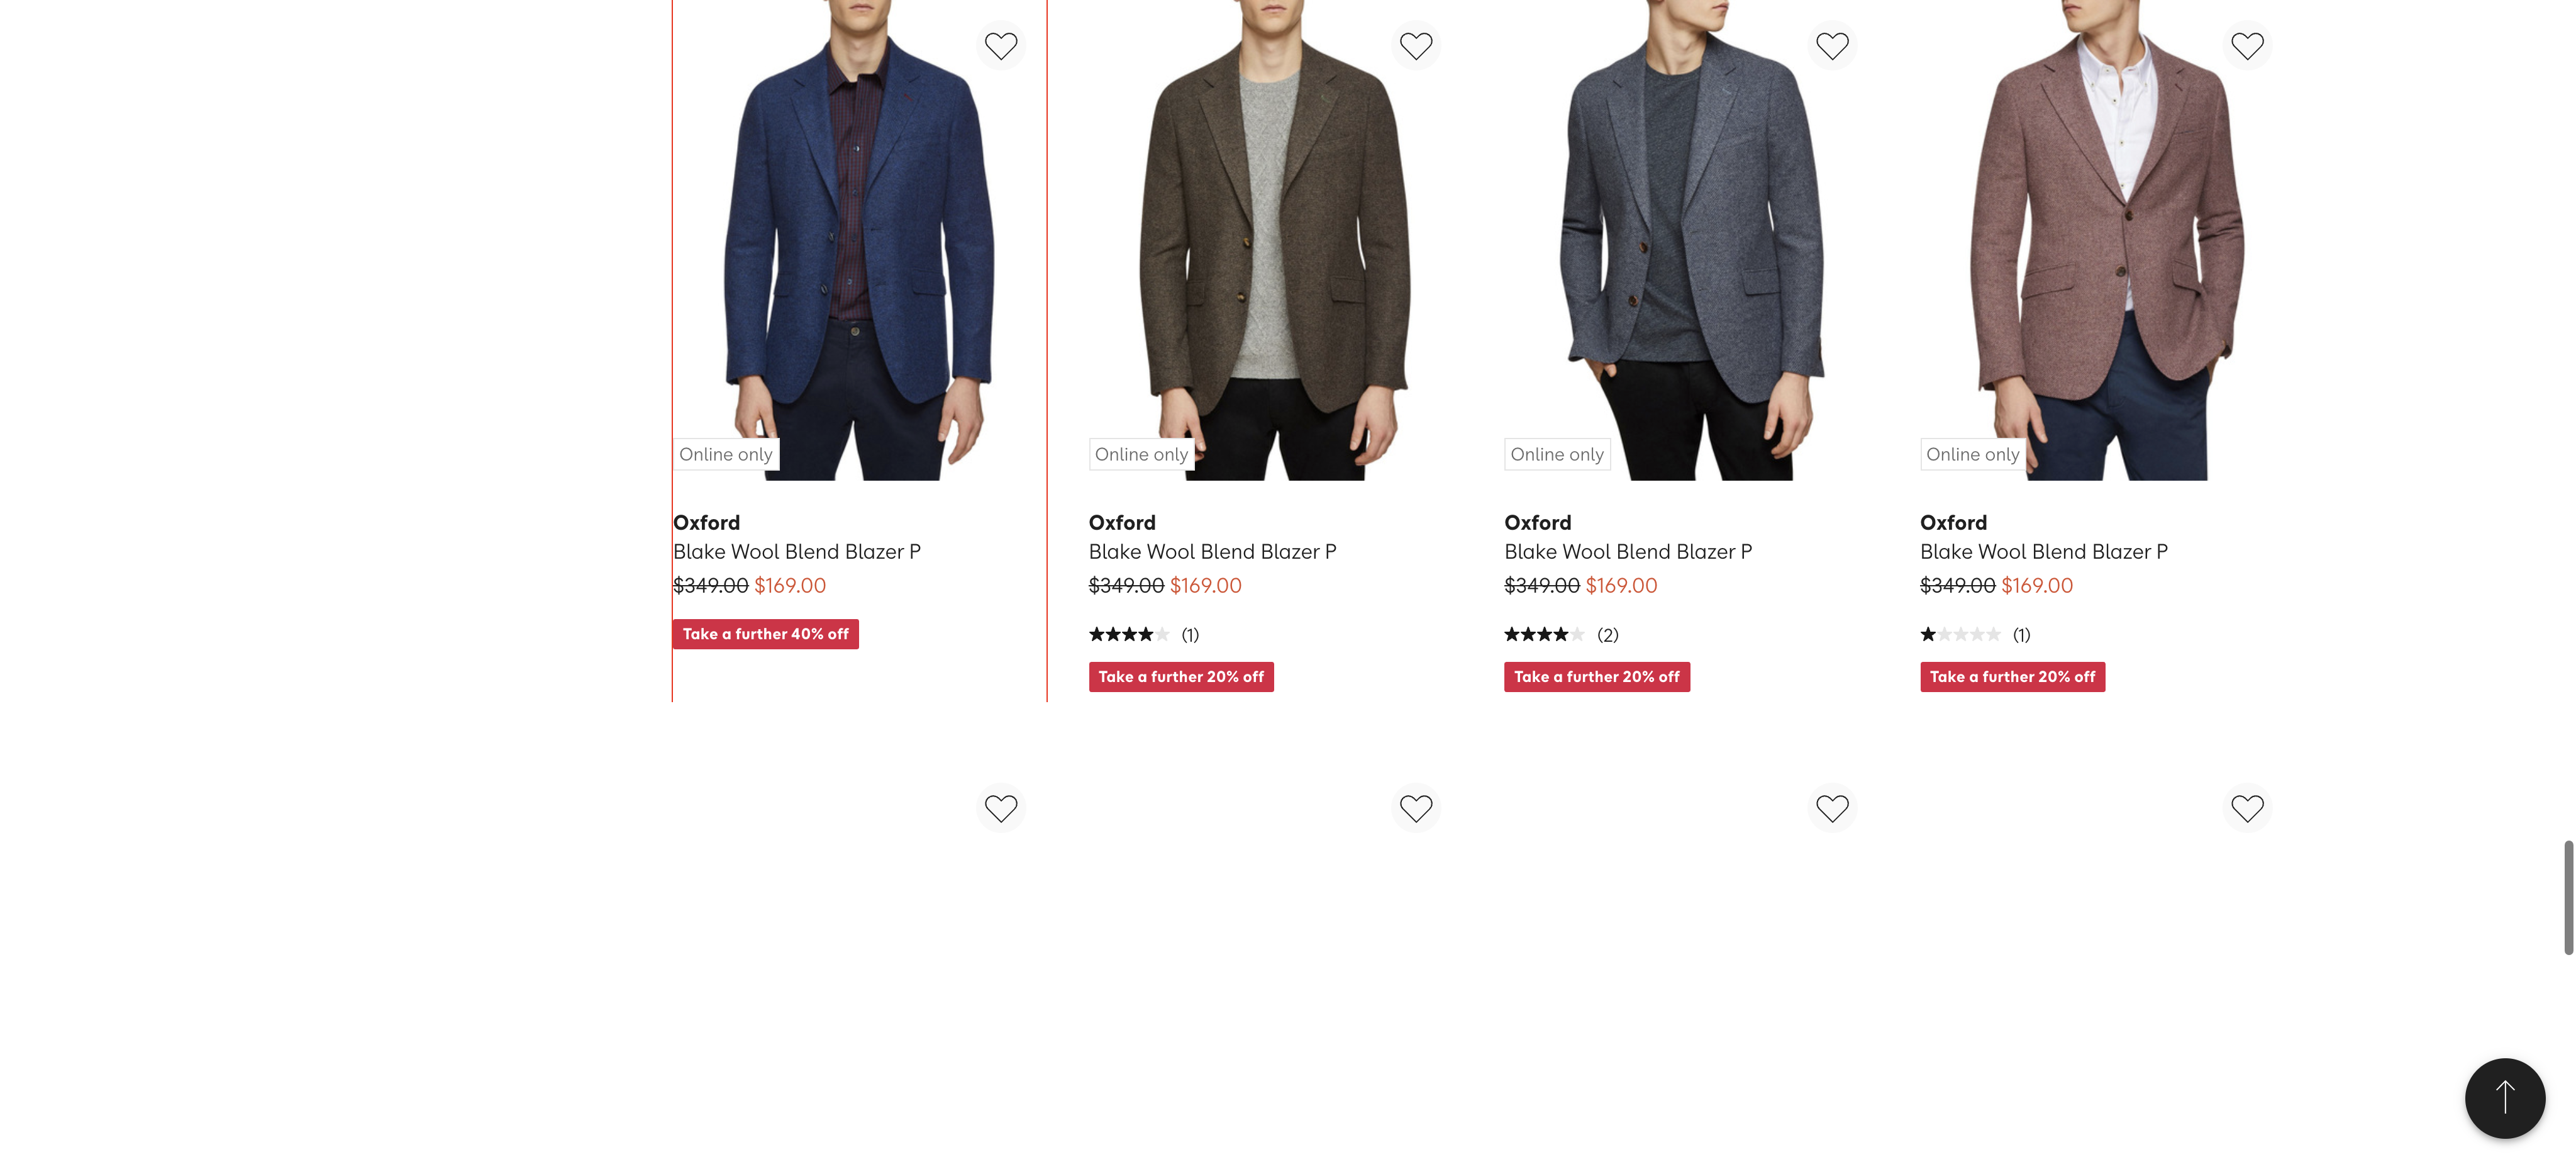 Online only
Oxford
Blake Wool Blend Blazer P
$349.00 $169.00
Take a further 40% off
Online only
Oxford
Blake Wool Blend Blazer P
$349.00 $169.00
(1)
Take a further 20% off
Online only
Oxford
Blake Wool Blend Blazer P
$349.00 $169.00
(2)
Take a further 20% off
Online only
Oxford
Blake Wool Blend Blazer P
$349.00 $169.00
(1)
Take a further 20% off